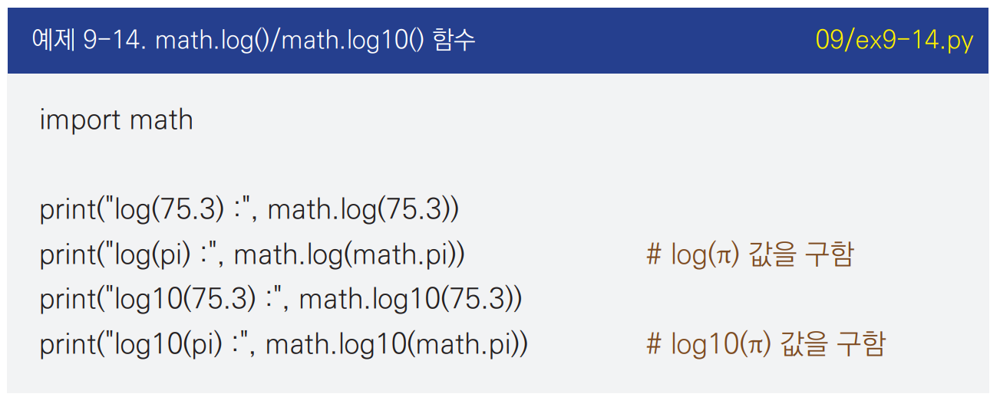 예제 9-14. math.log()/math.log10() 함수 09/ex9-14.py
import math
print("log(75.3) :", math.log(75.3))
print("log(pi) :", math.log(math.pi)) # log(π) 값을 구함
print("log10(75.3) :", math.log10(75.3))
print("log10(pi) :", math.log10(math.pi)) # log10(π) 값을 구함